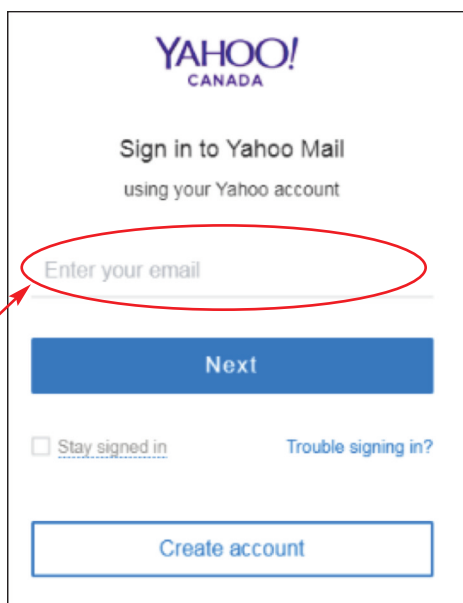 YAHOO!
CANADA
Sign in to Yahoo Mail
using your Yahoo account
Enter your email
Next
Stay signed in Trouble signing in?
Create account